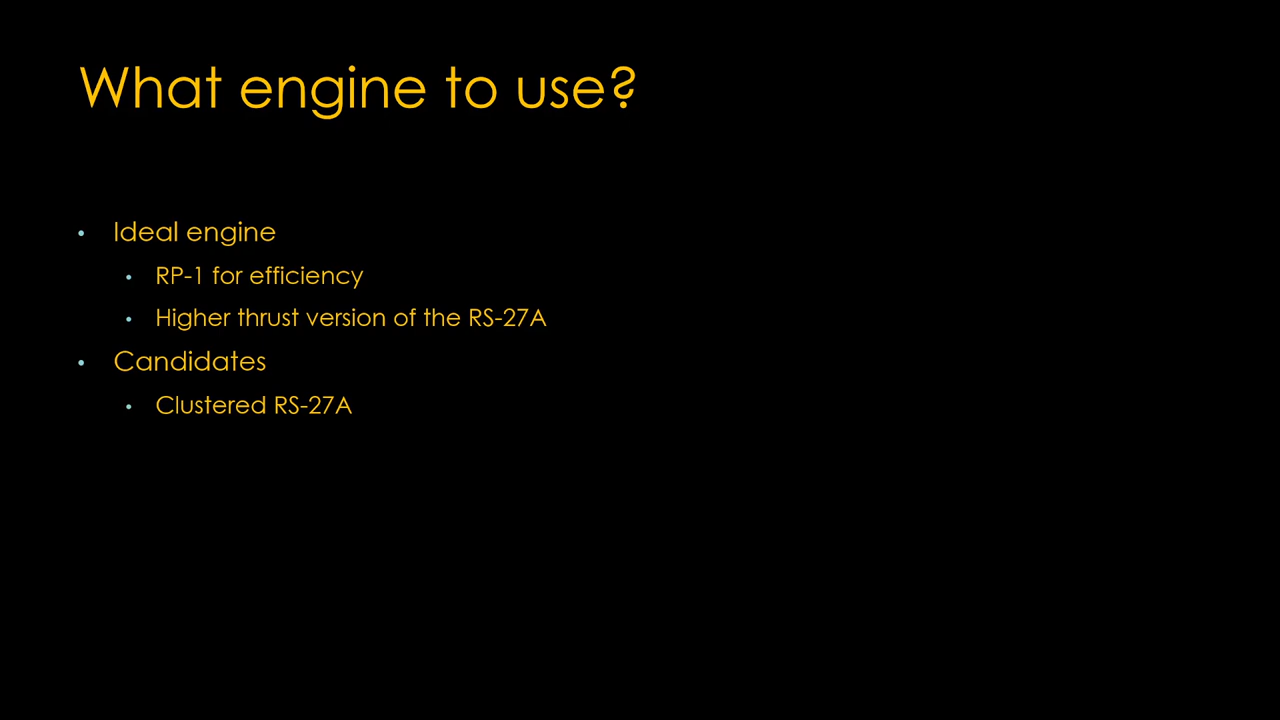 What engine to use?
• Ideal engine
• RP-1 for efficiency
• Higher thrust version of the RS-27A
• Candidates
• Clustered RS-27A